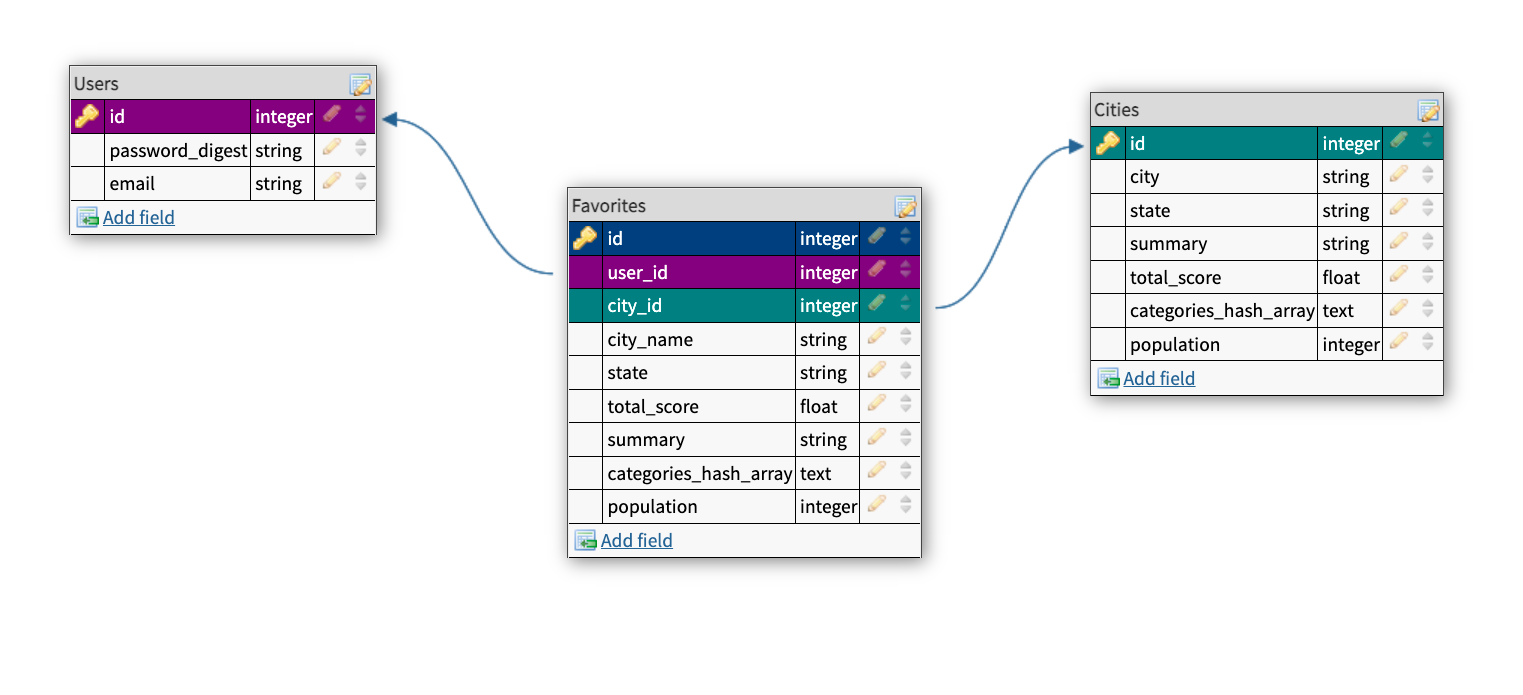 Users
id integer
password_digest string
email string
Add field
Favorites
id integer
user_id integer
city_id integer
city_name string
state string
total_score float
summary string
categories_hash_array text
population integer
Add field
Cities
id integer
city string
state string
summary string
total_score float
categories_hash_array text
population integer
Add field